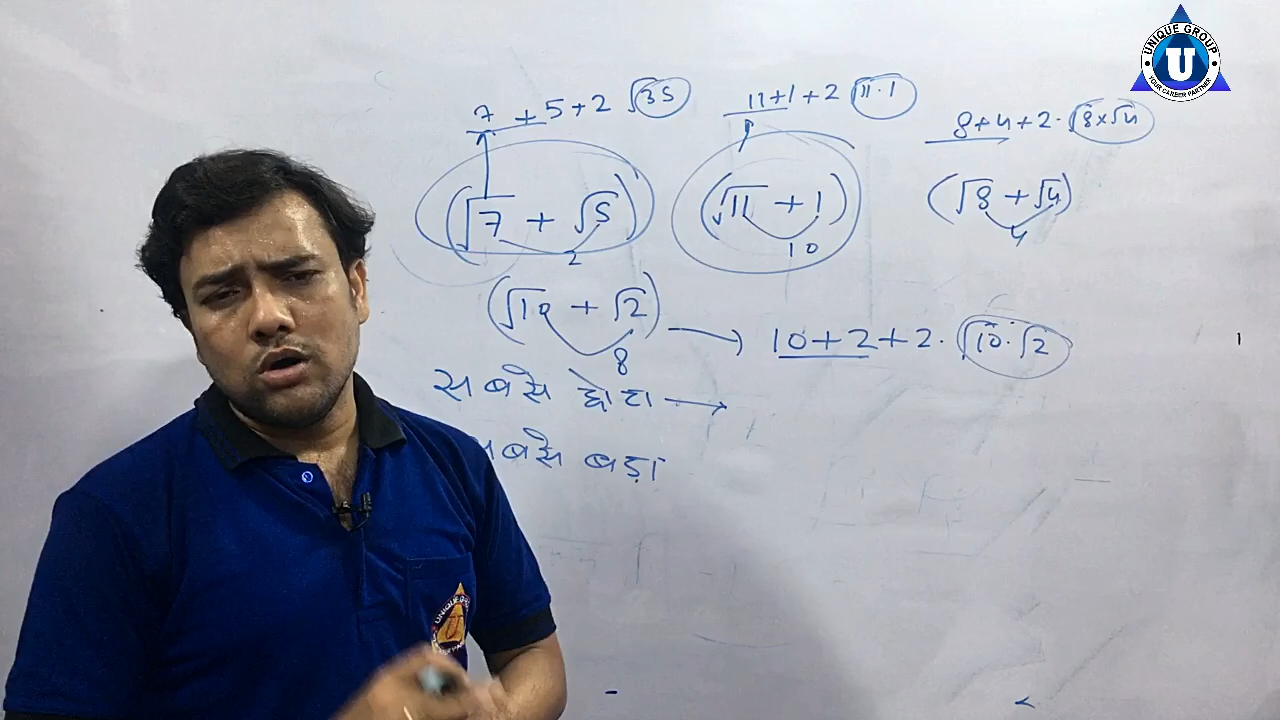 UNIQUE GROUP
U
YOUR CAREER PARTNER
7 + 5 + 2 √35
11+1+2 √11·1
8+4+2·√8×√4
(√7 + √5)
2
(√11 + 1)
10
(√8 + √4)
4
(√10 + √2) → 10+2+2·√10·√2
8
सबसे छोटा →
सबसे बड़ा